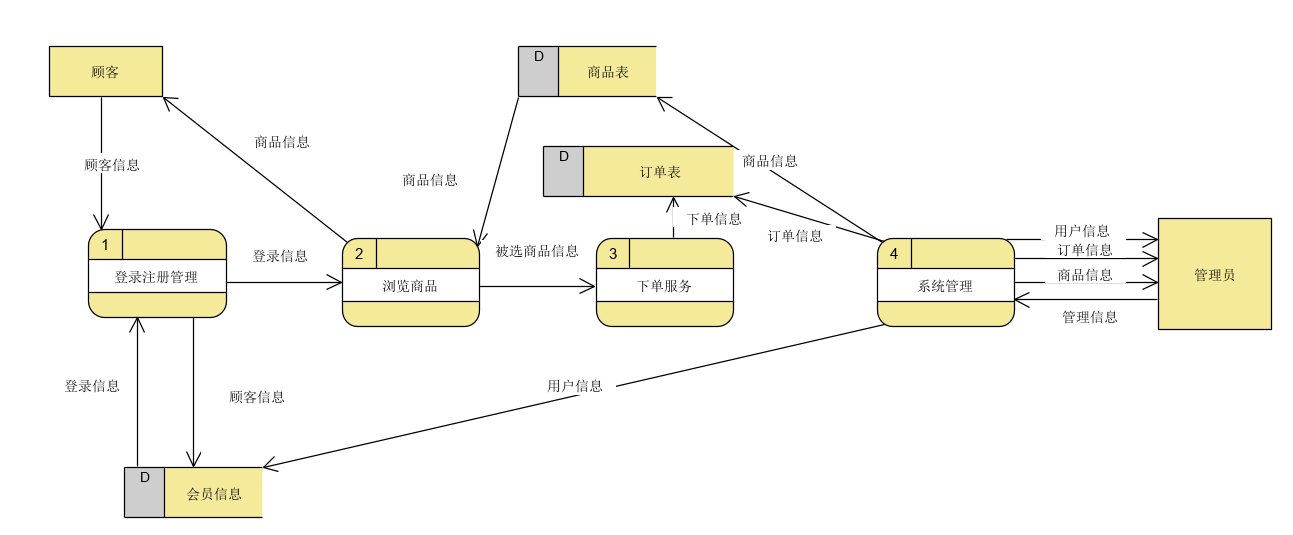 D
顾客
商品表
商品信息
D
商品信息
顾客信息
订单表
商品信息
下单信息
用户信息
订单信息
1
登录信息
被选商品信息
订单信息
2
3
4
登录注册管理
浏览商品
下单服务
系统管理
商品信息
管理员
管理信息
登录信息
顾客信息
用户信息
D
会员信息